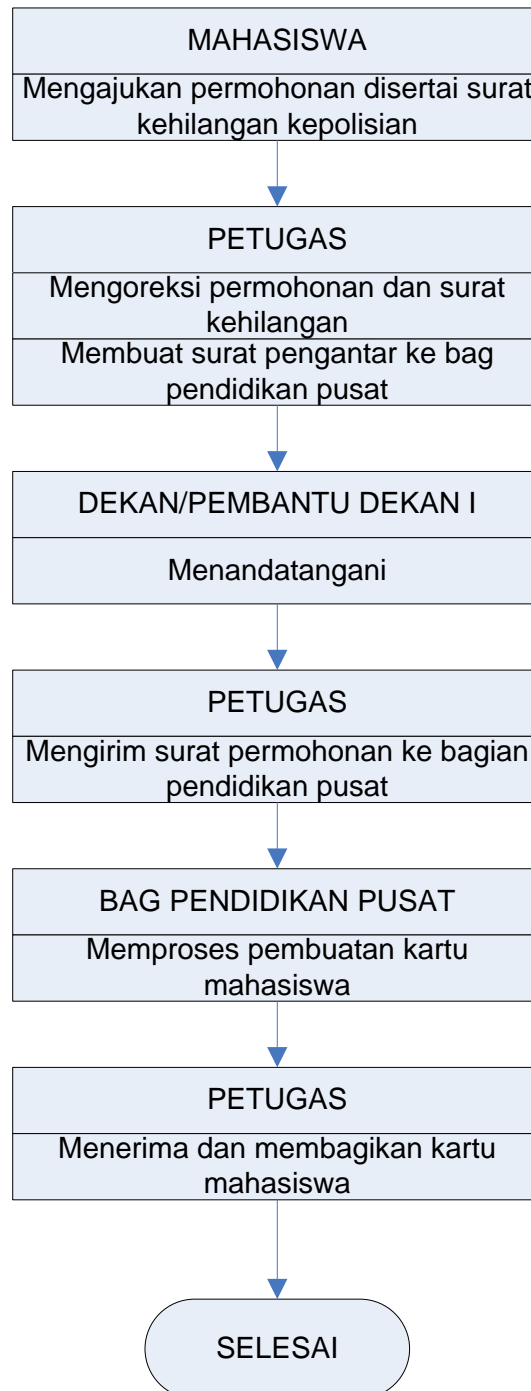 MAHASISWA
Mengajukan permohonan disertai surat
kehilangan kepolisian
PETUGAS
Mengoreksi permohonan dan surat
kehilangan
Membuat surat pengantar ke bag
pendidikan pusat
DEKAN/PEMBANTU DEKAN I
Menandatangani
PETUGAS
Mengirim surat permohonan ke bagian
pendidikan pusat
BAG PENDIDIKAN PUSAT
Memproses pembuatan kartu
mahasiswa
PETUGAS
Menerima dan membagikan kartu
mahasiswa
SELESAI